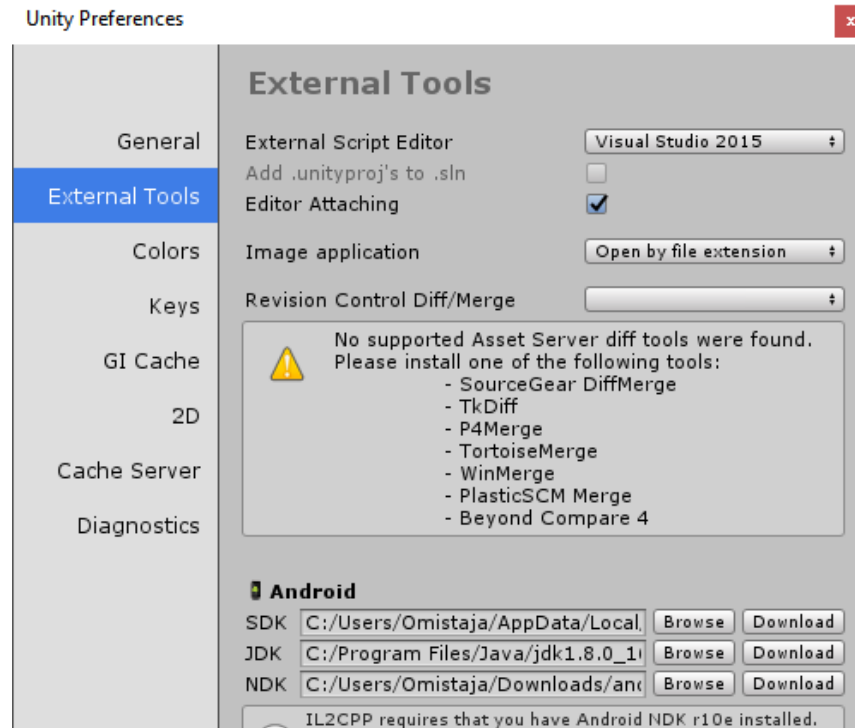 Unity Preferences
x
External Tools
General
External Tools
Colors
Keys
GI Cache
2D
Cache Server
Diagnostics
External Script Editor Visual Studio 2015
Add .unityproj's to .sln
Editor Attaching
Image application Open by file extension
Revision Control Diff/Merge
No supported Asset Server diff tools were found.
Please install one of the following tools:
- SourceGear DiffMerge
- TkDiff
- P4Merge
- TortoiseMerge
- WinMerge
- PlasticSCM Merge
- Beyond Compare 4
Android
SDK C:/Users/Omistaja/AppData/Local, Browse Download
JDK C:/Program Files/Java/jdk1.8.0_1 Browse Download
NDK C:/Users/Omistaja/Downloads/and Browse Download
IL2CPP requires that you have Android NDK r10e installed.